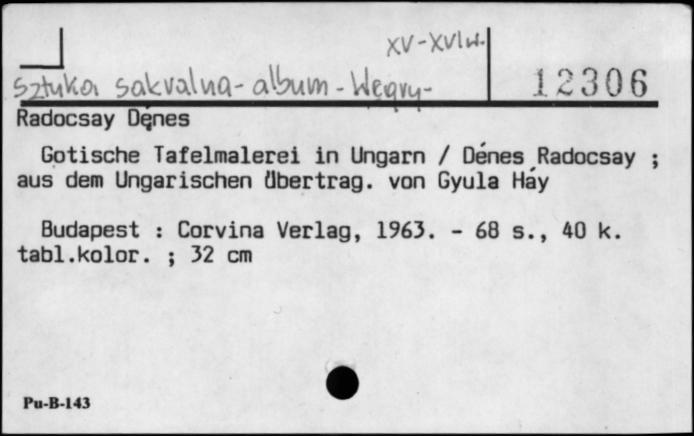 XV-XVIw.
Sztuka sakralna - album - Węgry - 12306
Radocsay Dęnes
Gotische Tafelmalerei in Ungarn / Dénes Radocsay ;
aus dem Ungarischen Übertrag. von Gyula Háy
Budapest : Corvina Verlag, 1963. - 68 s., 40 k.
tabl.kolor. ; 32 cm
Pu-B-143